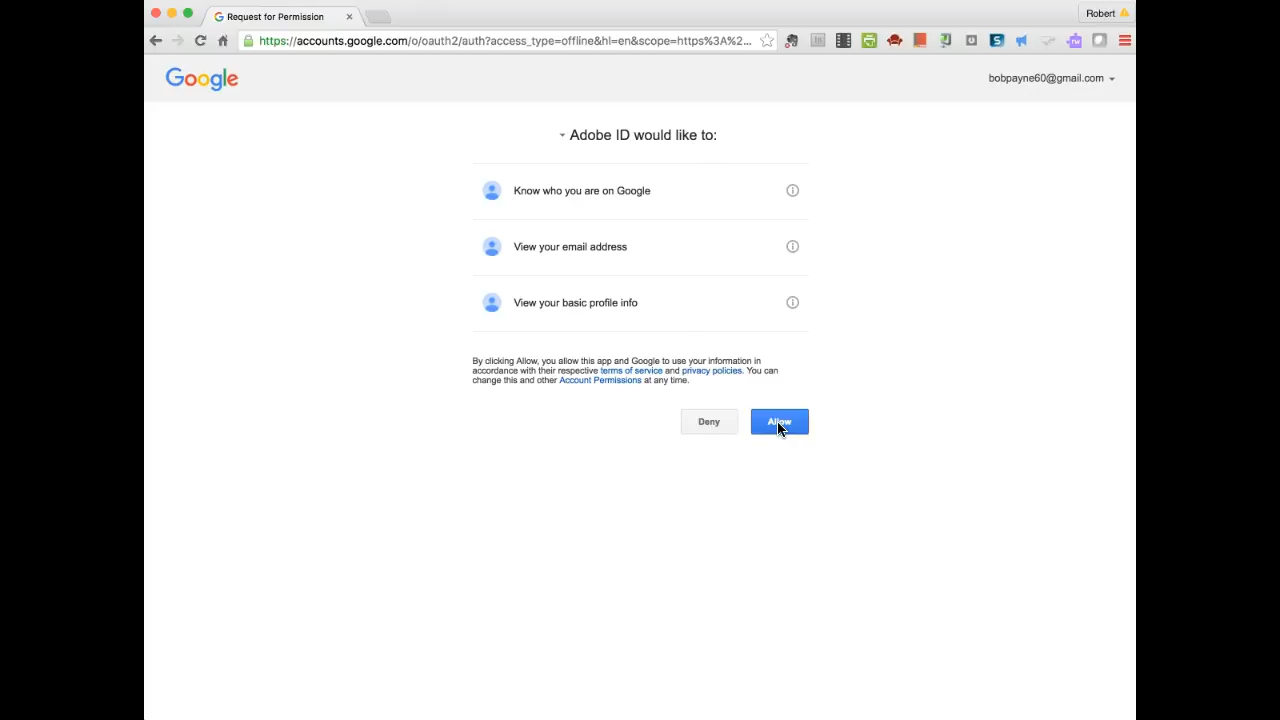 Request for Permission
Robert
https://accounts.google.com/o/oauth2/auth?access_type=offline&hl=en&scope=https%3A%2...
Google
bobpayne60@gmail.com
Adobe ID would like to:
Know who you are on Google
View your email address
View your basic profile info
By clicking Allow, you allow this app and Google to use your information in
accordance with their respective terms of service and privacy policies. You can
change this and other Account Permissions at any time.
Deny
Allow